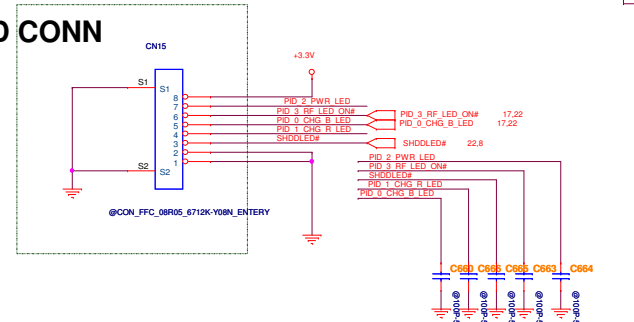 D CONN
CN15
+3.3V
S1
S1
8
7
6
5
4
3
2
1
S2
S2
PID_2_PWR_LED
PID_3_RF_LED_ON#
PID_0_CHG_B_LED
PID_1_CHG_R_LED
SHDDLED#
PID_3_RF_LED_ON# 17,22
PID_0_CHG_B_LED 17,22
SHDDLED# 22,8
@CON_FFC_08R05_6712K-Y08N_ENTERY
PID_2_PWR_LED
PID_3_RF_LED_ON#
SHDDLED#
PID_1_CHG_R_LED
PID_0_CHG_B_LED
C660 C666 C665 C663 C664